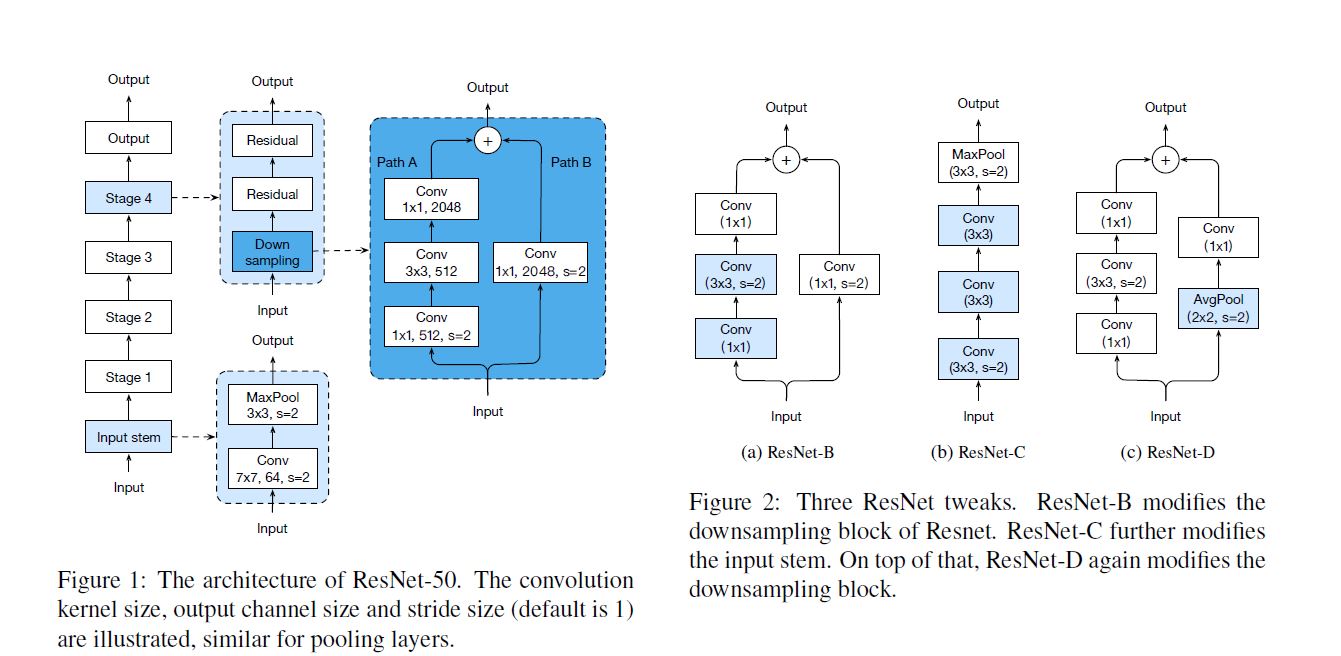 Output
Output
Stage 4
Stage 3
Stage 2
Stage 1
Input stem
Input
Output
Residual
Residual
Down
sampling
Input
Output
MaxPool
3x3, s=2
Conv
7x7, 64, s=2
Input
Output
+
Path A
Path B
Conv
1x1, 2048
Conv
3x3, 512
Conv
1x1, 2048, s=2
Conv
1x1, 512, s=2
Input
Figure 1: The architecture of ResNet-50. The convolution
kernel size, output channel size and stride size (default is 1)
are illustrated, similar for pooling layers.
Output
+
Conv
(1x1)
Conv
(3x3, s=2)
Conv
(1x1, s=2)
Conv
(1x1)
Input
(a) ResNet-B
Output
MaxPool
(3x3, s=2)
Conv
(3x3)
Conv
(3x3)
Conv
(3x3, s=2)
Input
(b) ResNet-C
Output
+
Conv
(1x1)
Conv
(1x1)
Conv
(3x3, s=2)
AvgPool
(2x2, s=2)
Conv
(1x1)
Input
(c) ResNet-D
Figure 2: Three ResNet tweaks. ResNet-B modifies the
downsampling block of Resnet. ResNet-C further modifies
the input stem. On top of that, ResNet-D again modifies the
downsampling block.